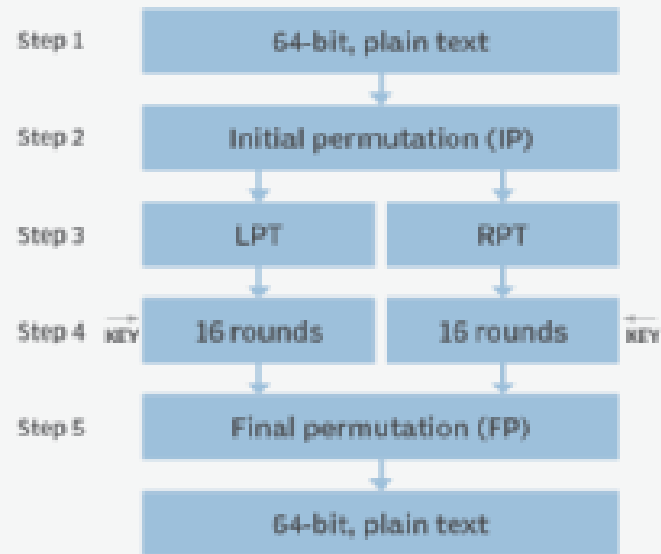 Step 1 64-bit, plain text
Step 2 Initial permutation (IP)
Step 3 LPT RPT
Step 4 KEY 16 rounds 16 rounds KEY
Step 5 Final permutation (FP)
64-bit, plain text